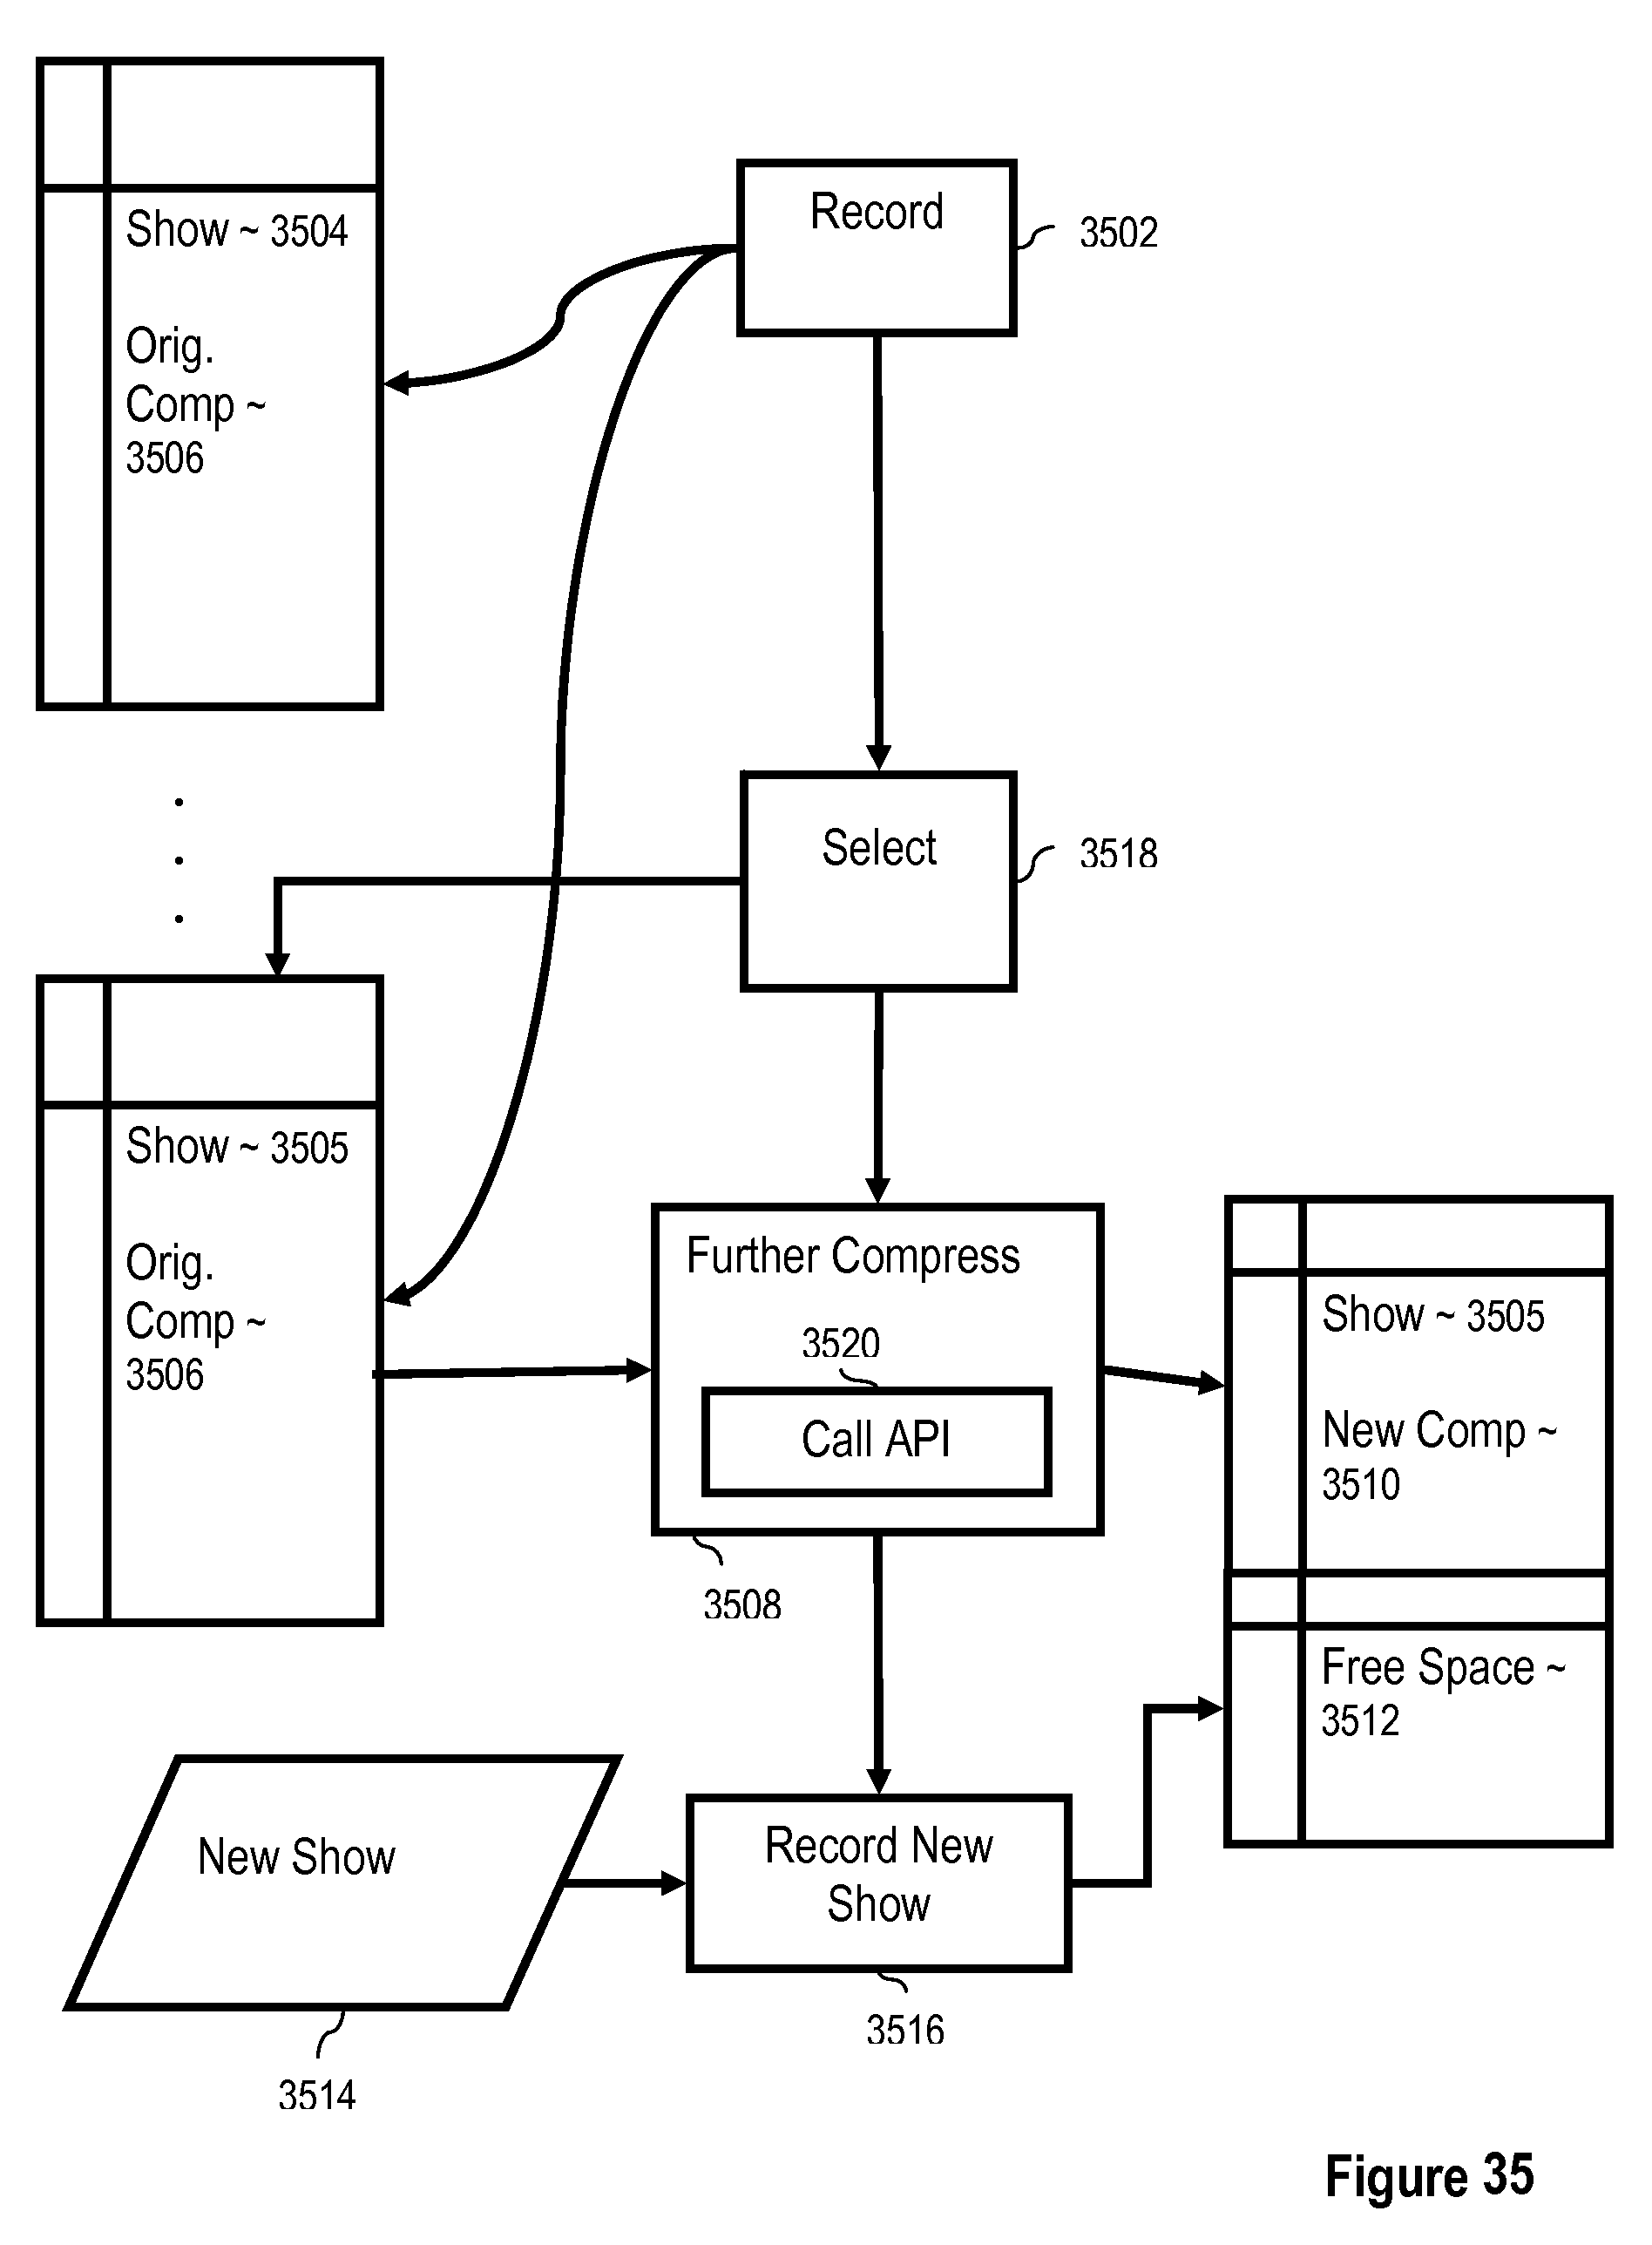 Record
3502
Show ~ 3504
Orig.
Comp ~
3506
Select
3518
Show ~ 3505
Orig.
Comp ~
3506
Further Compress
3520
Call API
3508
Show ~ 3505
New Comp ~
3510
Free Space ~
3512
New Show
3514
Record New
Show
3516
Figure 35